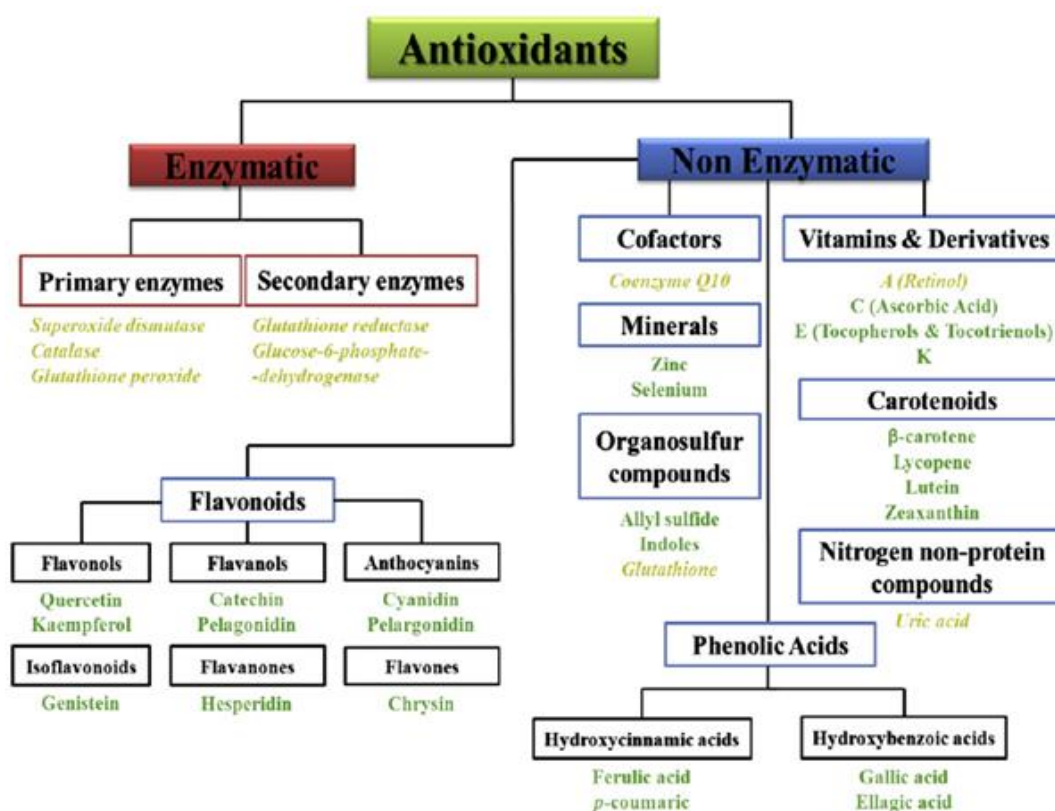 Antioxidants
Enzymatic
Non Enzymatic
Primary enzymes
Superoxide dismutase
Catalase
Glutathione peroxide
Secondary enzymes
Glutathione reductase
Glucose-6-phosphate-
-dehydrogenase
Cofactors
Coenzyme Q10
Minerals
Zinc
Selenium
Organosulfur
compounds
Allyl sulfide
Indoles
Glutathione
Vitamins & Derivatives
A (Retinol)
C (Ascorbic Acid)
E (Tocopherols & Tocotrienols)
K
Carotenoids
β-carotene
Lycopene
Lutein
Zeaxanthin
Nitrogen non-protein
compounds
Uric acid
Flavonoids
Flavonols
Quercetin
Kaempferol
Flavanols
Catechin
Pelagonidin
Anthocyanins
Cyanidin
Pelargonidin
Isoflavonoids
Genistein
Flavanones
Hesperidin
Flavones
Chrysin
Phenolic Acids
Hydroxycinnamic acids
Ferulic acid
p-coumaric
Hydroxybenzoic acids
Gallic acid
Ellagic acid